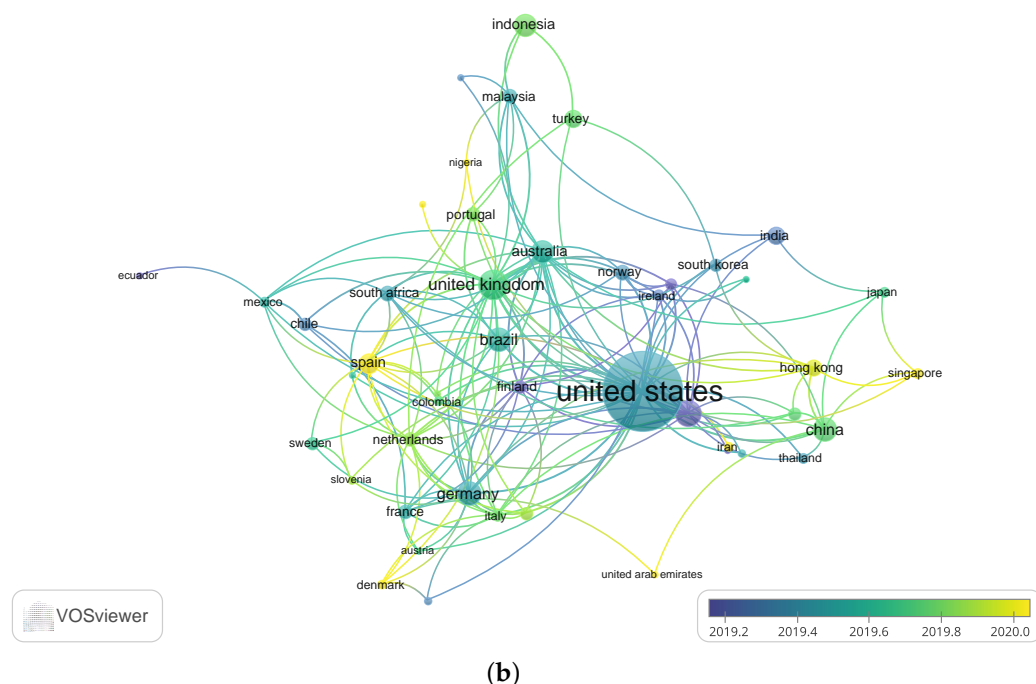 indonesia
malaysia
turkey
nigeria
portugal
australia
india
south korea
norway
ecuador
united kingdom
south africa
ireland
japan
mexico
chile
brazil
spain
hong kong
singapore
finland
united states
colombia
china
netherlands
sweden
iran
thailand
slovenia
germany
france
italy
austria
united arab emirates
denmark
VOSviewer
2019.2 2019.4 2019.6 2019.8 2020.0
(b)